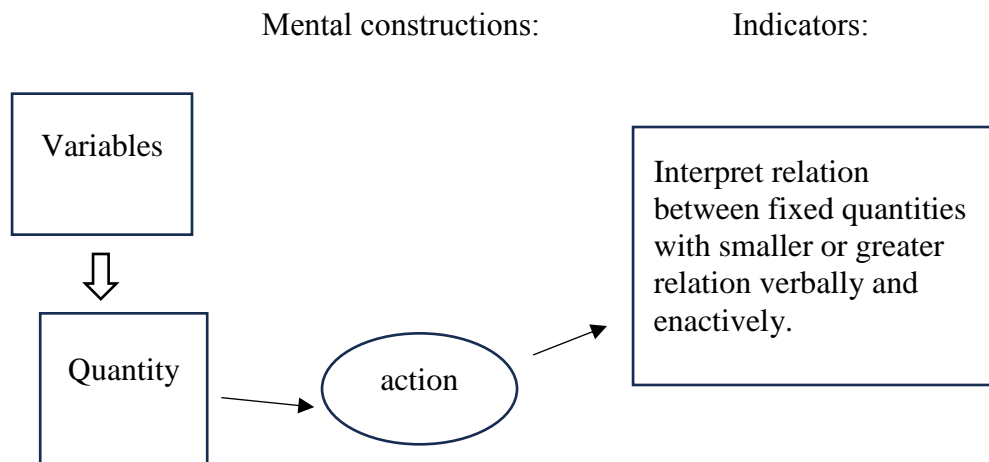 Mental constructions: Indicators:
Variables
Interpret relation
between fixed quantities
with smaller or greater
relation verbally and
enactively.
Quantity
action